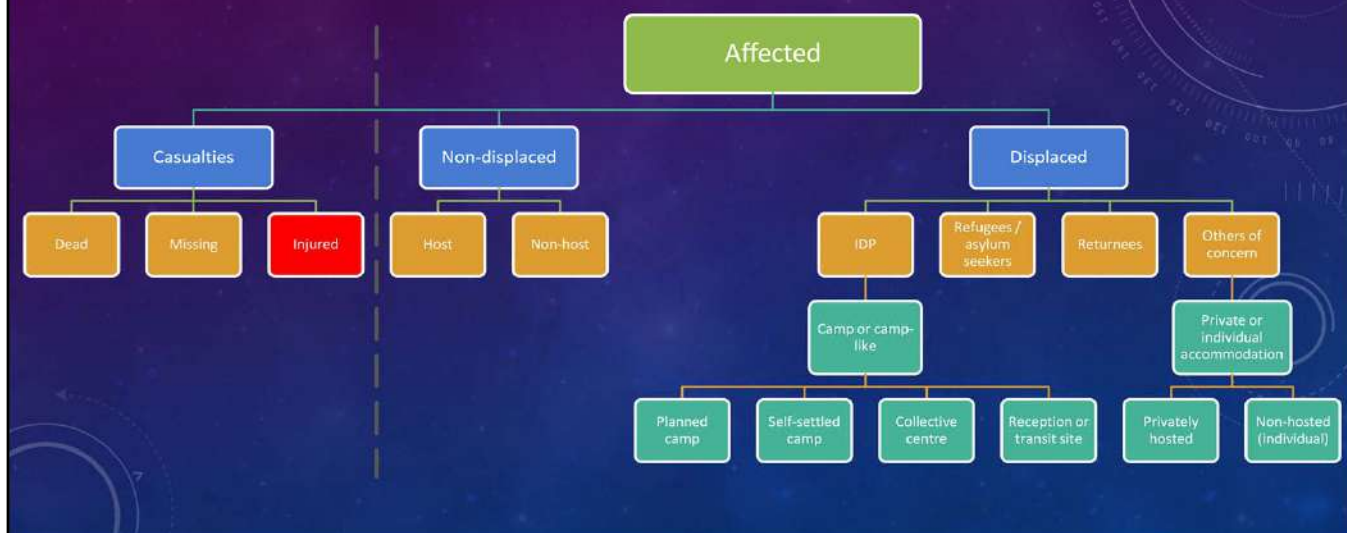 Affected
Casualties
Non-displaced
Displaced
Dead
Missing
Injured
Host
Non-host
IDP
Refugees /
asylum
seekers
Returnees
Others of
concern
Camp or camp-
like
Private or
individual
accommodation
Planned
camp
Self-settled
camp
Collective
centre
Reception or
transit site
Privately
hosted
Non-hosted
(individual)